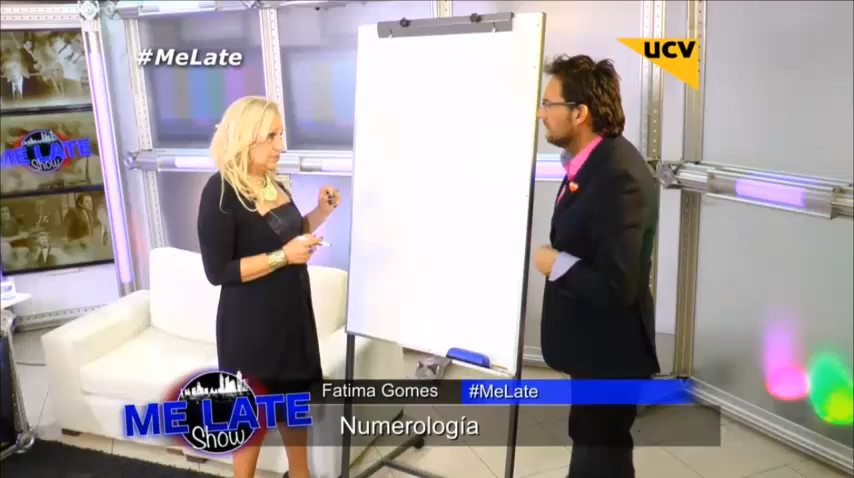 #MeLate
UCV
ME LATE
Show
Fatima Gomes
#MeLate
ME LATE
Show
Numerología